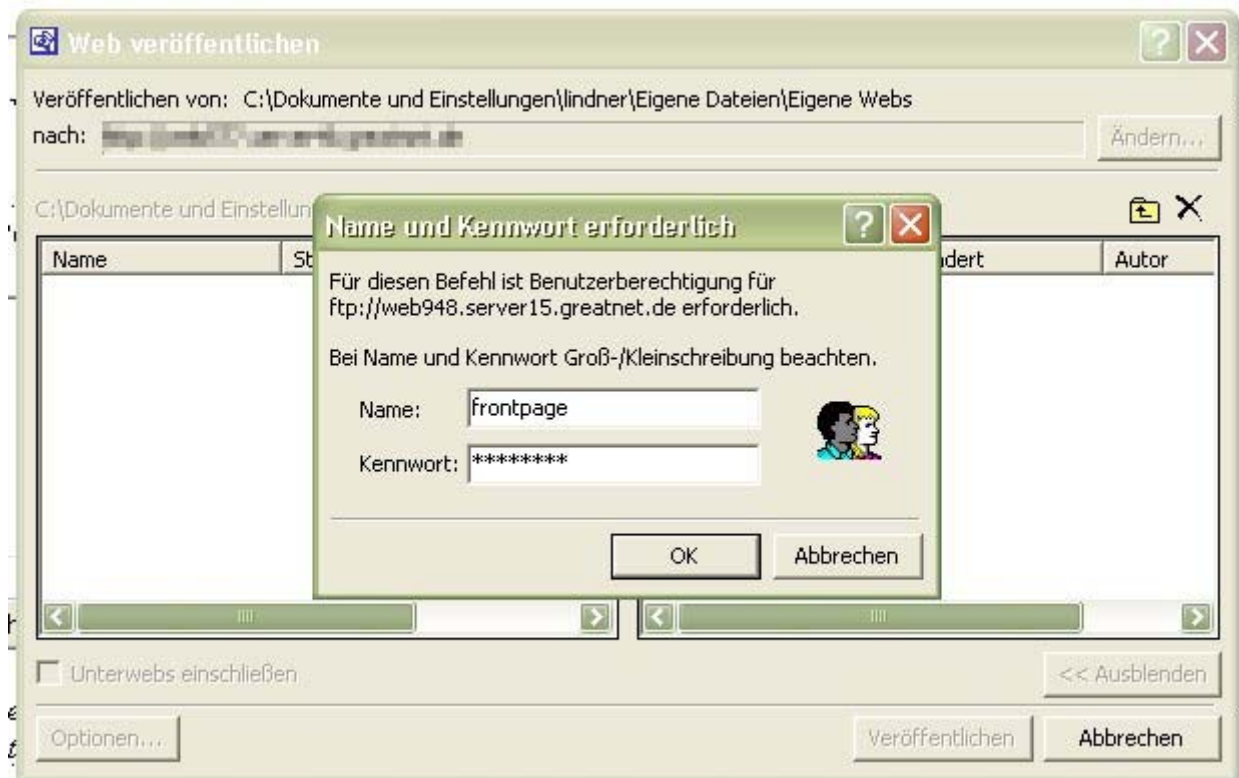 Web veröffentlichen
Veröffentlichen von: C:\Dokumente und Einstellungen\lindner\Eigene Dateien\Eigene Webs
nach:
Ändern...
C:\Dokumente und Einstellun
Name und Kennwort erforderlich
Name St dert Autor
Für diesen Befehl ist Benutzerberechtigung für
ftp://web948.server15.greatnet.de erforderlich.
Bei Name und Kennwort Groß-/Kleinschreibung beachten.
Name: frontpage
Kennwort: ********
OK Abbrechen
Unterwebs einschließen << Ausblenden
Optionen... Veröffentlichen Abbrechen